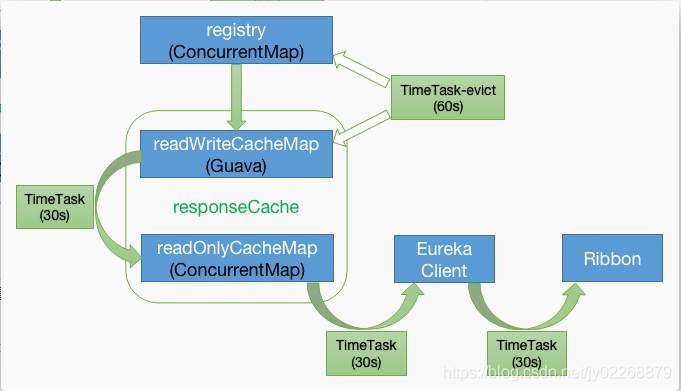 registry
(ConcurrentMap)
TimeTask-evict
(60s)
readWriteCacheMap
(Guava)
TimeTask
(30s)
responseCache
readOnlyCacheMap
(ConcurrentMap)
Eureka
Client
Ribbon
TimeTask
(30s)
TimeTask
(30s)
https://blog.csdn.net/jy02268879